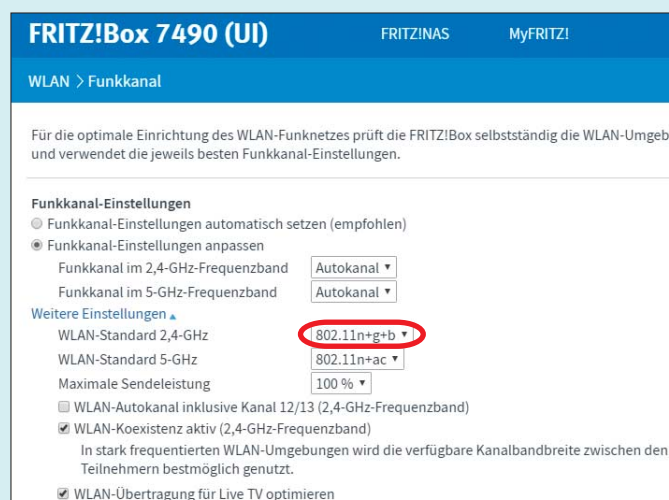 FRITZ!Box 7490 (UI) FRITZ!NAS MyFRITZ!
WLAN > Funkkanal
Für die optimale Einrichtung des WLAN-Funknetzes prüft die FRITZ!Box selbstständig die WLAN-Umgeb
und verwendet die jeweils besten Funkkanal-Einstellungen.
Funkkanal-Einstellungen
Funkkanal-Einstellungen automatisch setzen (empfohlen)
Funkkanal-Einstellungen anpassen
Funkkanal im 2,4-GHz-Frequenzband Autokanal
Funkkanal im 5-GHz-Frequenzband Autokanal
Weitere Einstellungen
WLAN-Standard 2,4-GHz 802.11n+g+b
WLAN-Standard 5-GHz 802.11n+ac
Maximale Sendeleistung 100 %
WLAN-Autokanal inklusive Kanal 12/13 (2,4-GHz-Frequenzband)
WLAN-Koexistenz aktiv (2,4-GHz-Frequenzband)
In stark frequentierten WLAN-Umgebungen wird die verfügbare Kanalbandbreite zwischen den
Teilnehmern bestmöglich genutzt.
WLAN-Übertragung für Live TV optimieren